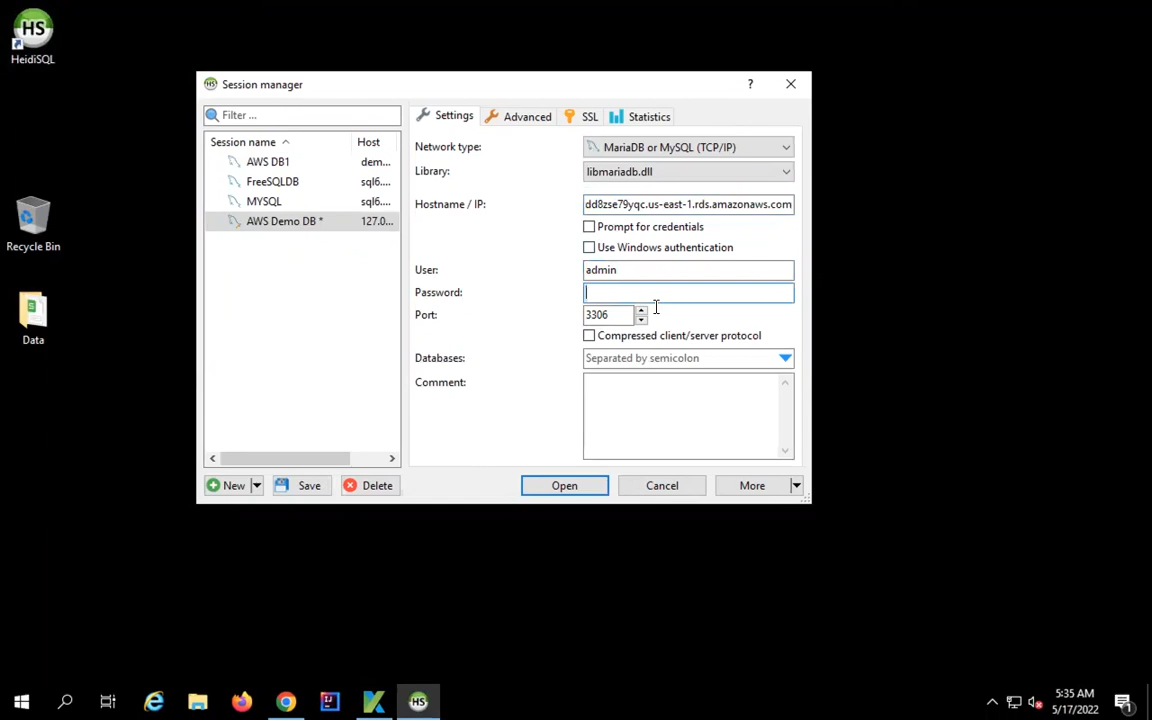 HS
HeidiSQL
Recycle Bin
Data
HS Session manager ?
Filter ...
Session name Host
AWS DB1 dem...
FreeSQLDB sql6....
MYSQL sql6....
AWS Demo DB * 127.0...
New Save Delete
Settings Advanced SSL Statistics
Network type: MariaDB or MySQL (TCP/IP)
Library: libmariadb.dll
Hostname / IP: dd8zse79yqc.us-east-1.rds.amazonaws.com
Prompt for credentials
Use Windows authentication
User: admin
Password:
Port: 3306
Compressed client/server protocol
Databases: Separated by semicolon
Comment:
Open Cancel More
HS
5:35 AM
5/17/2022
1